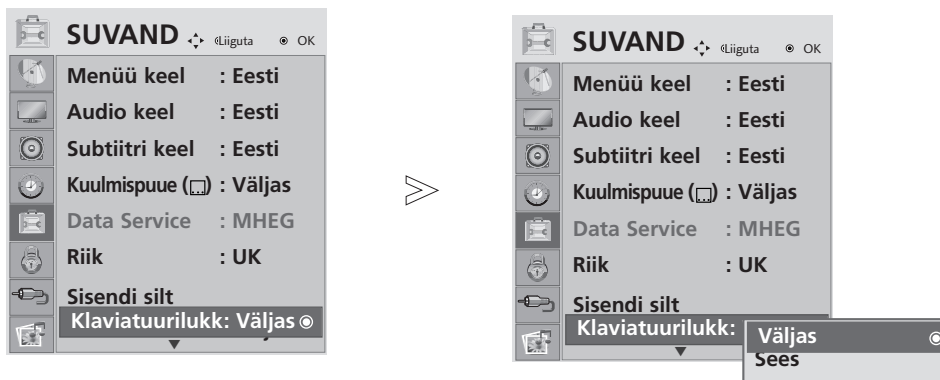 SUVAND Liiguta OK
Menüü keel : Eesti
Audio keel : Eesti
Subtiitri keel : Eesti
Kuulmispuue ( ) : Väljas
Data Service : MHEG
Riik : UK
Sisendi silt
Klaviatuurilukk: Väljas
SUVAND Liiguta OK
Menüü keel : Eesti
Audio keel : Eesti
Subtiitri keel : Eesti
Kuulmispuue ( ) : Väljas
Data Service : MHEG
Riik : UK
Sisendi silt
Klaviatuurilukk:
Väljas
Sees